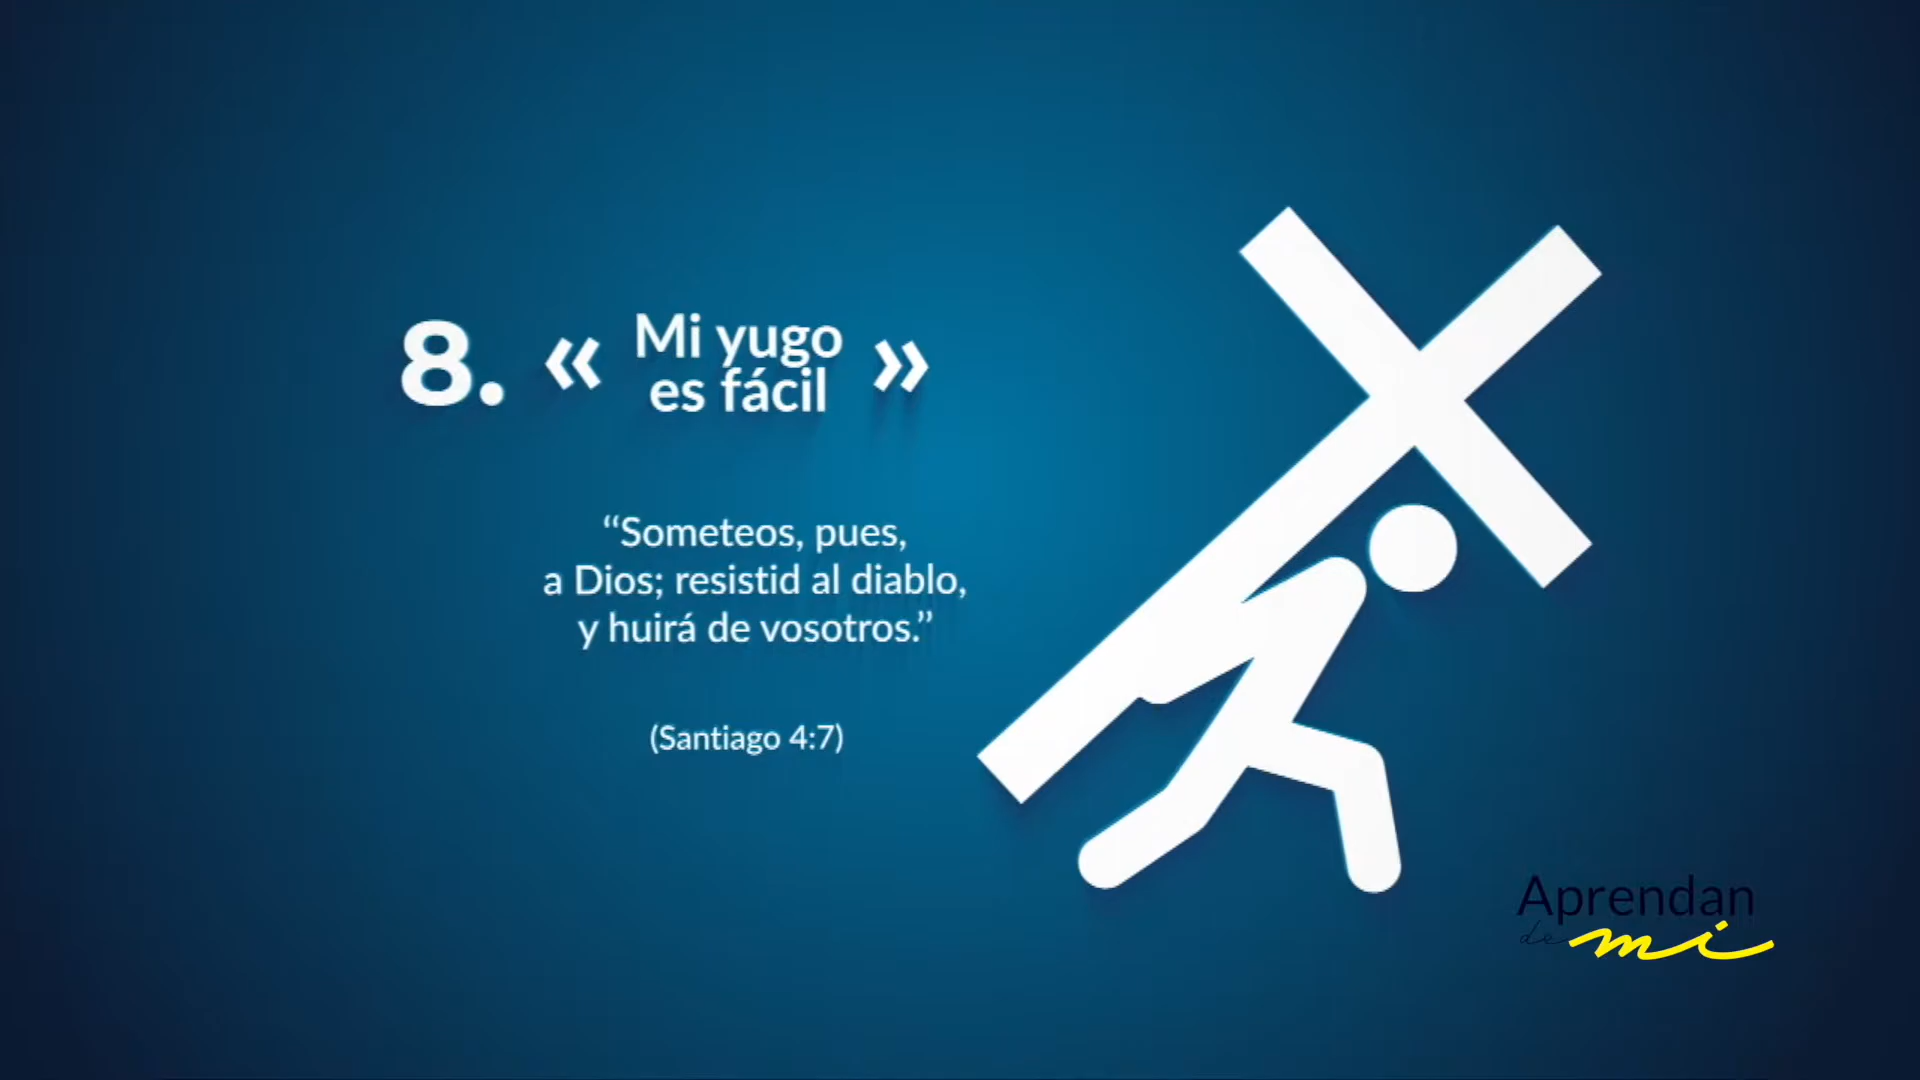 8. « Mi yugo
es fácil »
“Someteos, pues,
a Dios; resistid al diablo,
y huirá de vosotros.”
(Santiago 4:7)
Aprendan
de mi